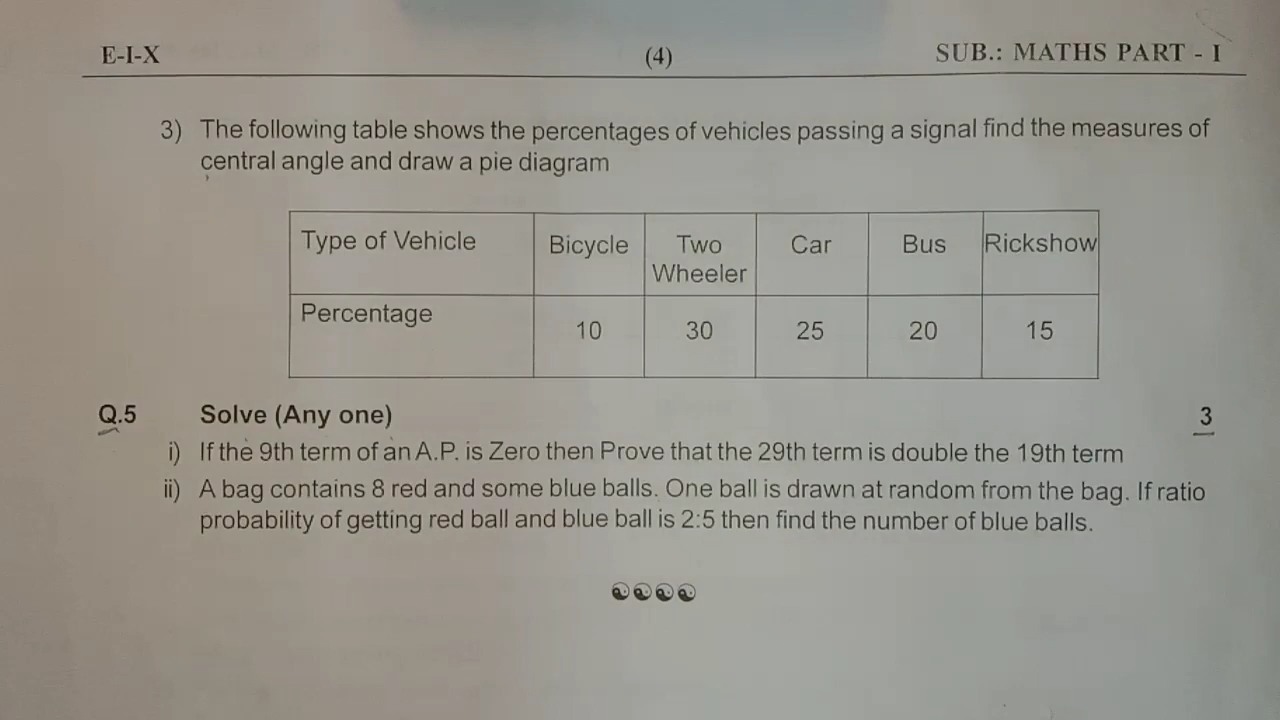 E-I-X (4) SUB.: MATHS PART - I
3) The following table shows the percentages of vehicles passing a signal find the measures of
central angle and draw a pie diagram
Type of Vehicle Bicycle Two Wheeler Car Bus Rickshow
Percentage 10 30 25 20 15
Q.5 Solve (Any one) 3
i) If the 9th term of an A.P. is Zero then Prove that the 29th term is double the 19th term
ii) A bag contains 8 red and some blue balls. One ball is drawn at random from the bag. If ratio
probability of getting red ball and blue ball is 2:5 then find the number of blue balls.